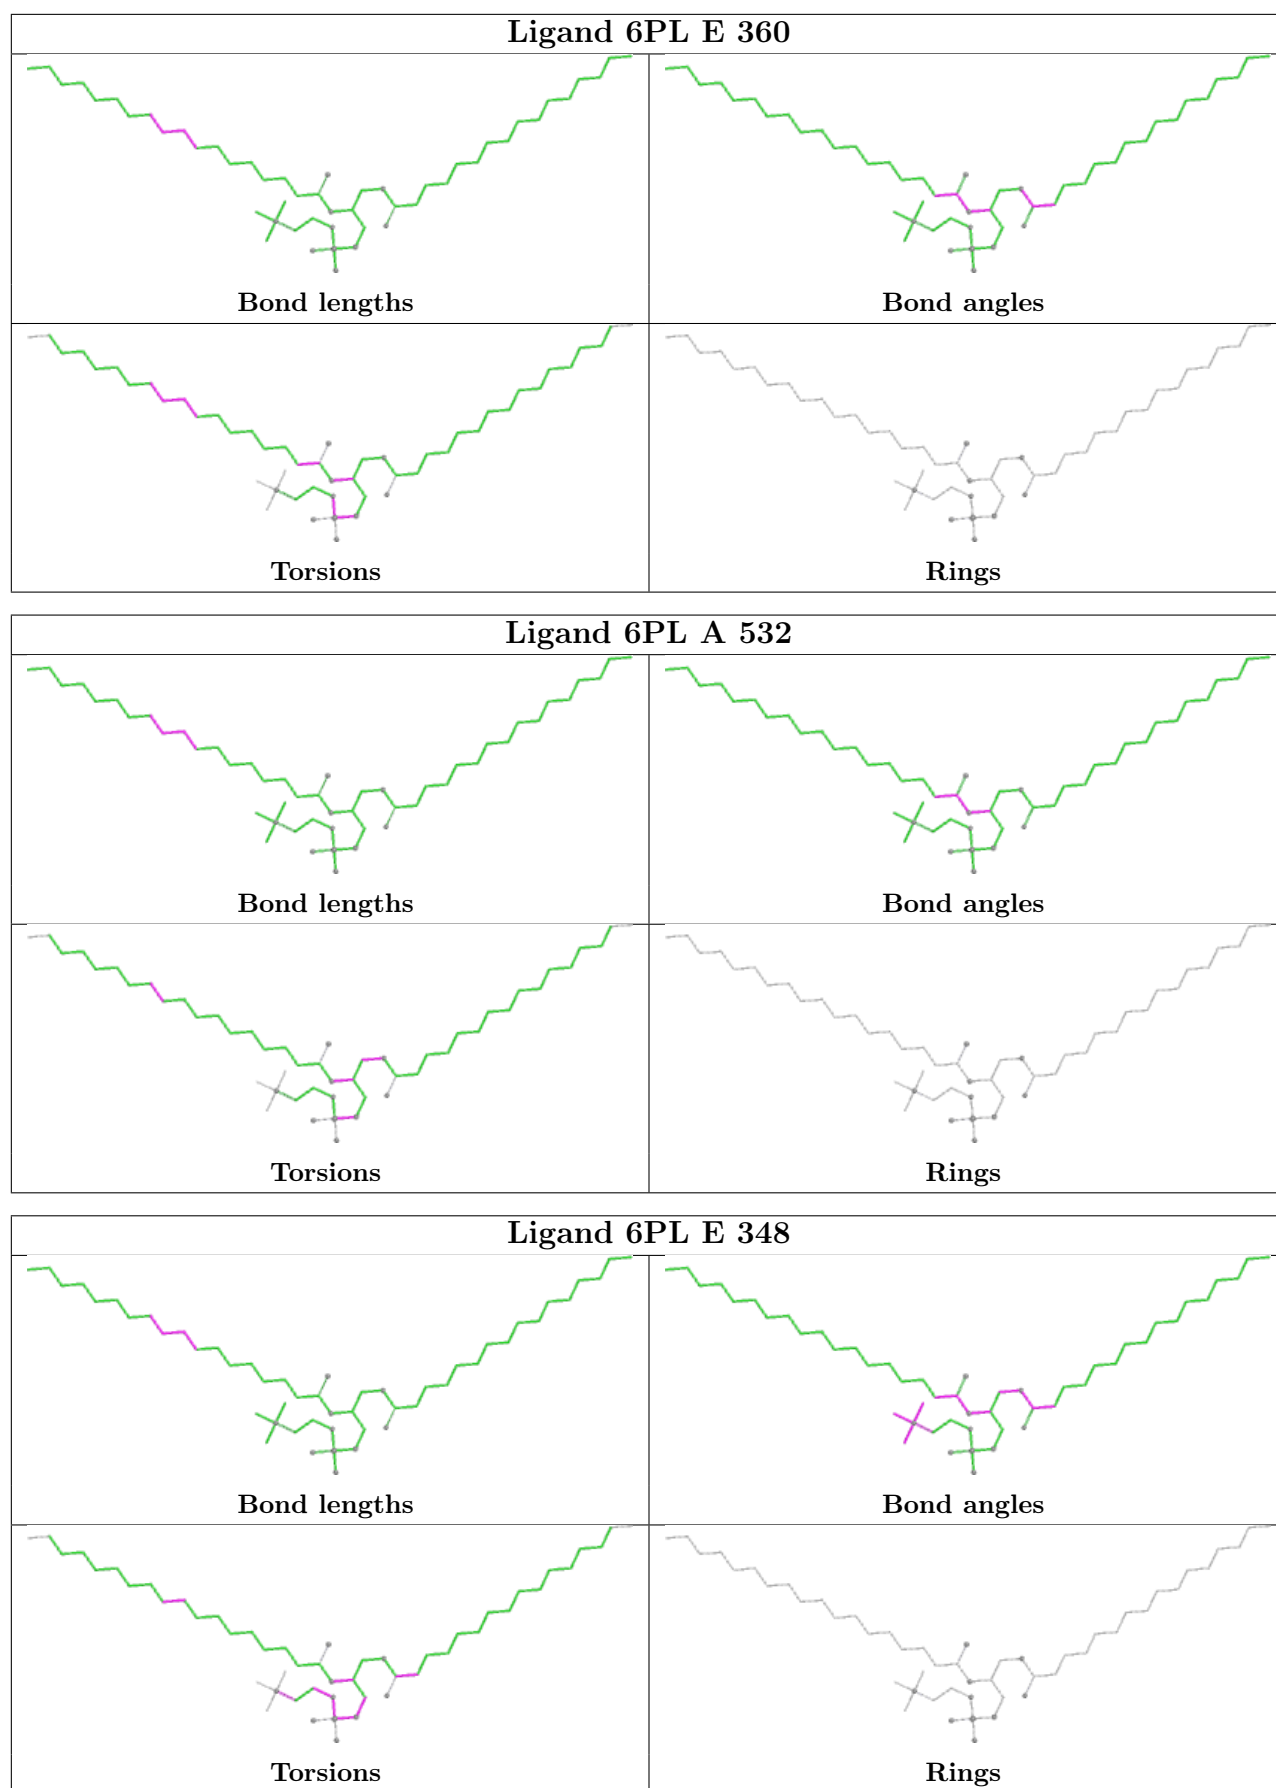 Ligand 6PL E 360
Bond lengths
Bond angles
Torsions
Rings
Ligand 6PL A 532
Bond lengths
Bond angles
Torsions
Rings
Ligand 6PL E 348
Bond lengths
Bond angles
Torsions
Rings